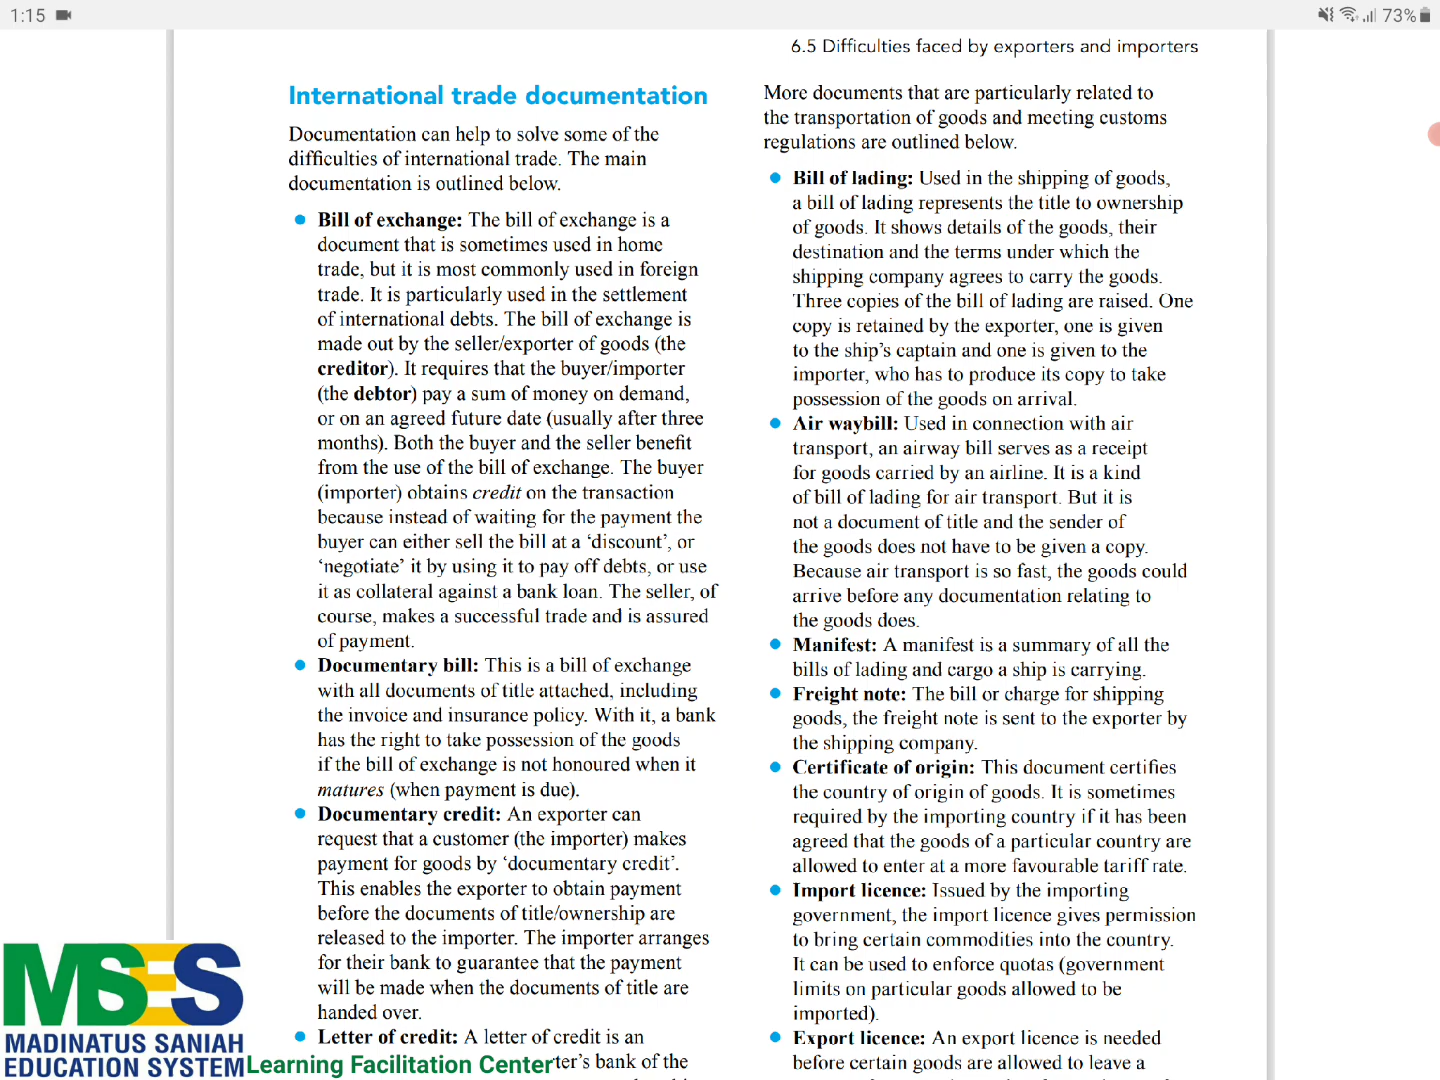 1:15
73%
6.5 Difficulties faced by exporters and importers
International trade documentation
Documentation can help to solve some of the
difficulties of international trade. The main
documentation is outlined below.
Bill of exchange: The bill of exchange is a
document that is sometimes used in home
trade, but it is most commonly used in foreign
trade. It is particularly used in the settlement
of international debts. The bill of exchange is
made out by the seller/exporter of goods (the
creditor). It requires that the buyer/importer
(the debtor) pay a sum of money on demand,
or on an agreed future date (usually after three
months). Both the buyer and the seller benefit
from the use of the bill of exchange. The buyer
(importer) obtains credit on the transaction
because instead of waiting for the payment the
buyer can either sell the bill at a ‘discount’, or
‘negotiate’ it by using it to pay off debts, or use
it as collateral against a bank loan. The seller, of
course, makes a successful trade and is assured
of payment.
Documentary bill: This is a bill of exchange
with all documents of title attached, including
the invoice and insurance policy. With it, a bank
has the right to take possession of the goods
if the bill of exchange is not honoured when it
matures (when payment is due).
Documentary credit: An exporter can
request that a customer (the importer) makes
payment for goods by ‘documentary credit’.
This enables the exporter to obtain payment
before the documents of title/ownership are
released to the importer. The importer arranges
for their bank to guarantee that the payment
will be made when the documents of title are
handed over.
Letter of credit: A letter of credit is an
ter’s bank of the
More documents that are particularly related to
the transportation of goods and meeting customs
regulations are outlined below.
Bill of lading: Used in the shipping of goods,
a bill of lading represents the title to ownership
of goods. It shows details of the goods, their
destination and the terms under which the
shipping company agrees to carry the goods.
Three copies of the bill of lading are raised. One
copy is retained by the exporter, one is given
to the ship’s captain and one is given to the
importer, who has to produce its copy to take
possession of the goods on arrival.
Air waybill: Used in connection with air
transport, an airway bill serves as a receipt
for goods carried by an airline. It is a kind
of bill of lading for air transport. But it is
not a document of title and the sender of
the goods does not have to be given a copy.
Because air transport is so fast, the goods could
arrive before any documentation relating to
the goods does.
Manifest: A manifest is a summary of all the
bills of lading and cargo a ship is carrying.
Freight note: The bill or charge for shipping
goods, the freight note is sent to the exporter by
the shipping company.
Certificate of origin: This document certifies
the country of origin of goods. It is sometimes
required by the importing country if it has been
agreed that the goods of a particular country are
allowed to enter at a more favourable tariff rate.
Import licence: Issued by the importing
government, the import licence gives permission
to bring certain commodities into the country.
It can be used to enforce quotas (government
limits on particular goods allowed to be
imported).
Export licence: An export licence is needed
before certain goods are allowed to leave a
MSES
MADINATUS SANIAH
EDUCATION SYSTEM
Learning Facilitation Center